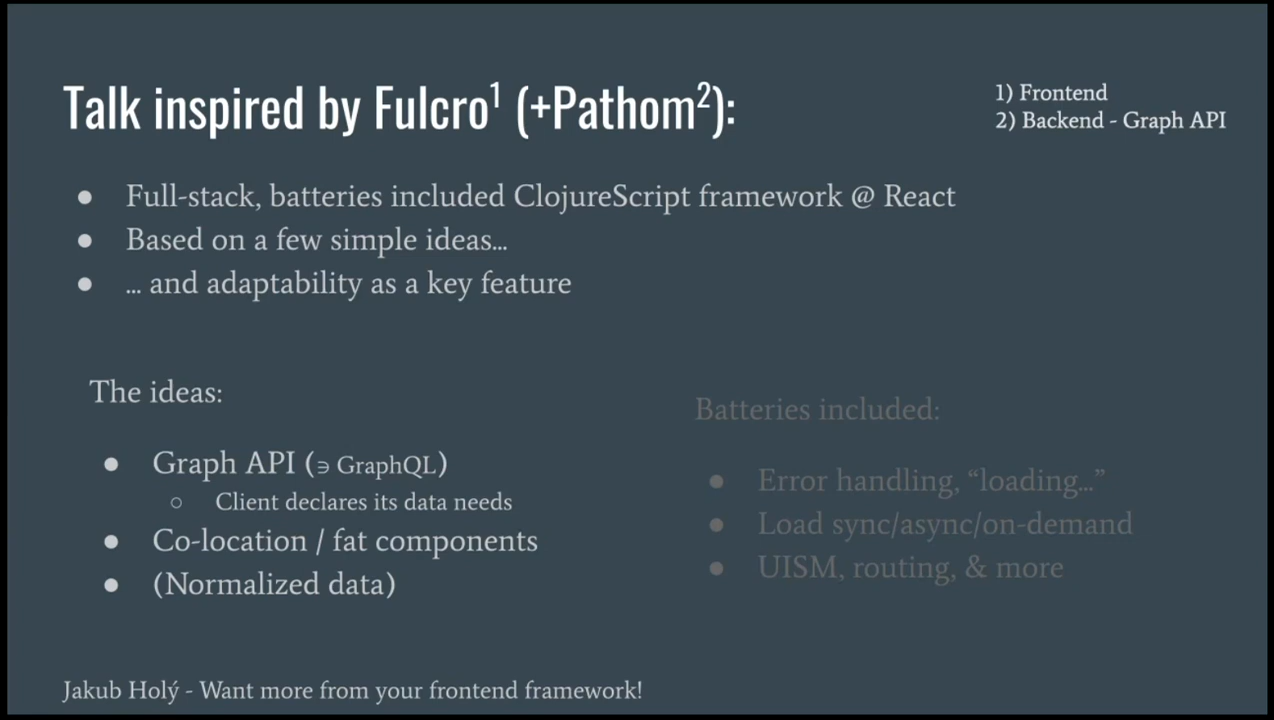 Talk inspired by Fulcro¹ (+Pathom²):
1) Frontend
2) Backend - Graph API
● Full-stack, batteries included ClojureScript framework @ React
● Based on a few simple ideas…
● … and adaptability as a key feature
The ideas:
● Graph API (∍ GraphQL)
○ Client declares its data needs
● Co-location / fat components
● (Normalized data)
Batteries included:
● Error handling, “loading…”
● Load sync/async/on-demand
● UISM, routing, & more
Jakub Holý - Want more from your frontend framework!